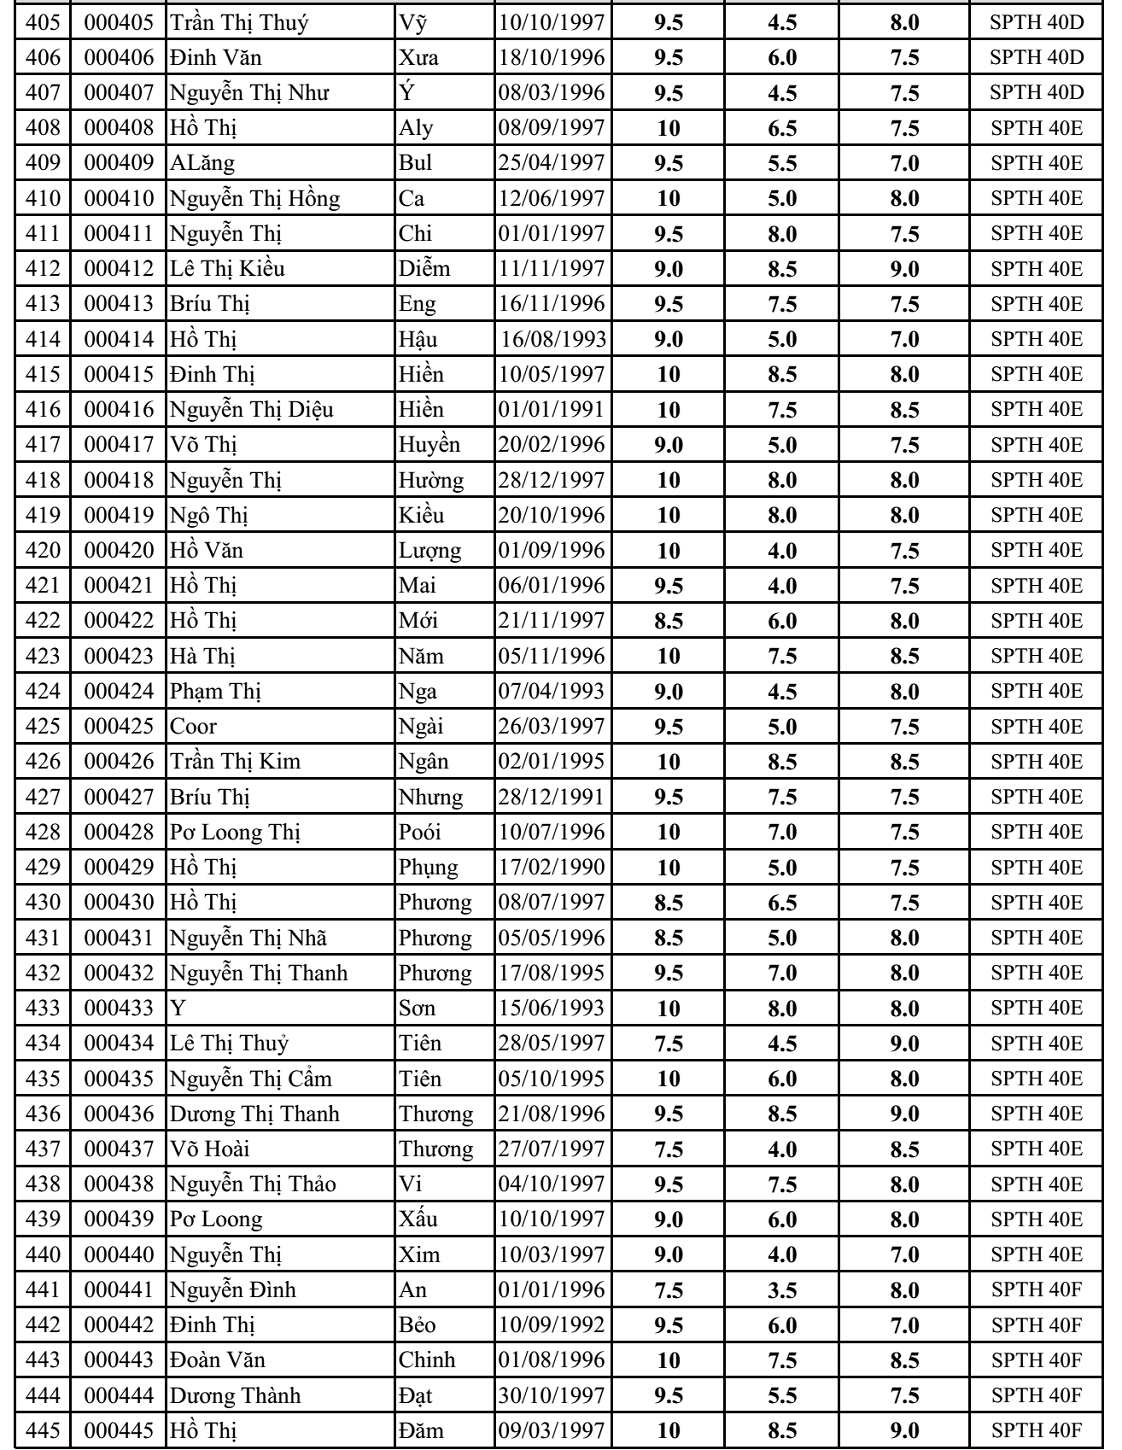 405 000405 Trần Thị Thuý Vỹ 10/10/1997 9.5 4.5 8.0 SPTH 40D
406 000406 Đinh Văn Xưa 18/10/1996 9.5 6.0 7.5 SPTH 40D
407 000407 Nguyễn Thị Như Ý 08/03/1996 9.5 4.5 7.5 SPTH 40D
408 000408 Hồ Thị Aly 08/09/1997 10 6.5 7.5 SPTH 40E
409 000409 ALăng Bul 25/04/1997 9.5 5.5 7.0 SPTH 40E
410 000410 Nguyễn Thị Hồng Ca 12/06/1997 10 5.0 8.0 SPTH 40E
411 000411 Nguyễn Thị Chi 01/01/1997 9.5 8.0 7.5 SPTH 40E
412 000412 Lê Thị Kiều Diễm 11/11/1997 9.0 8.5 9.0 SPTH 40E
413 000413 Bríu Thị Eng 16/11/1996 9.5 7.5 7.5 SPTH 40E
414 000414 Hồ Thị Hậu 16/08/1993 9.0 5.0 7.0 SPTH 40E
415 000415 Đinh Thị Hiền 10/05/1997 10 8.5 8.0 SPTH 40E
416 000416 Nguyễn Thị Diệu Hiền 01/01/1991 10 7.5 8.5 SPTH 40E
417 000417 Võ Thị Huyền 20/02/1996 9.0 5.0 7.5 SPTH 40E
418 000418 Nguyễn Thị Hường 28/12/1997 10 8.0 8.0 SPTH 40E
419 000419 Ngô Thị Kiều 20/10/1996 10 8.0 8.0 SPTH 40E
420 000420 Hồ Văn Lượng 01/09/1996 10 4.0 7.5 SPTH 40E
421 000421 Hồ Thị Mai 06/01/1996 9.5 4.0 7.5 SPTH 40E
422 000422 Hồ Thị Mới 21/11/1997 8.5 6.0 8.0 SPTH 40E
423 000423 Hà Thị Năm 05/11/1996 10 7.5 8.5 SPTH 40E
424 000424 Phạm Thị Nga 07/04/1993 9.0 4.5 8.0 SPTH 40E
425 000425 Coor Ngài 26/03/1997 9.5 5.0 7.5 SPTH 40E
426 000426 Trần Thị Kim Ngân 02/01/1995 10 8.5 8.5 SPTH 40E
427 000427 Bríu Thị Nhưng 28/12/1991 9.5 7.5 7.5 SPTH 40E
428 000428 Pơ Loong Thị Poói 10/07/1996 10 7.0 7.5 SPTH 40E
429 000429 Hồ Thị Phụng 17/02/1990 10 5.0 7.5 SPTH 40E
430 000430 Hồ Thị Phương 08/07/1997 8.5 6.5 7.5 SPTH 40E
431 000431 Nguyễn Thị Nhã Phương 05/05/1996 8.5 5.0 8.0 SPTH 40E
432 000432 Nguyễn Thị Thanh Phương 17/08/1995 9.5 7.0 8.0 SPTH 40E
433 000433 Y Sơn 15/06/1993 10 8.0 8.0 SPTH 40E
434 000434 Lê Thị Thuỷ Tiên 28/05/1997 7.5 4.5 9.0 SPTH 40E
435 000435 Nguyễn Thị Cẩm Tiên 05/10/1995 10 6.0 8.0 SPTH 40E
436 000436 Dương Thị Thanh Thương 21/08/1996 9.5 8.5 9.0 SPTH 40E
437 000437 Võ Hoài Thương 27/07/1997 7.5 4.0 8.5 SPTH 40E
438 000438 Nguyễn Thị Thảo Vi 04/10/1997 9.5 7.5 8.0 SPTH 40E
439 000439 Pơ Loong Xấu 10/10/1997 9.0 6.0 8.0 SPTH 40E
440 000440 Nguyễn Thị Xim 10/03/1997 9.0 4.0 7.0 SPTH 40E
441 000441 Nguyễn Đình An 01/01/1996 7.5 3.5 8.0 SPTH 40F
442 000442 Đinh Thị Bẻo 10/09/1992 9.5 6.0 7.0 SPTH 40F
443 000443 Đoàn Văn Chinh 01/08/1996 10 7.5 8.5 SPTH 40F
444 000444 Dương Thành Đạt 30/10/1997 9.5 5.5 7.5 SPTH 40F
445 000445 Hồ Thị Đăm 09/03/1997 10 8.5 9.0 SPTH 40F